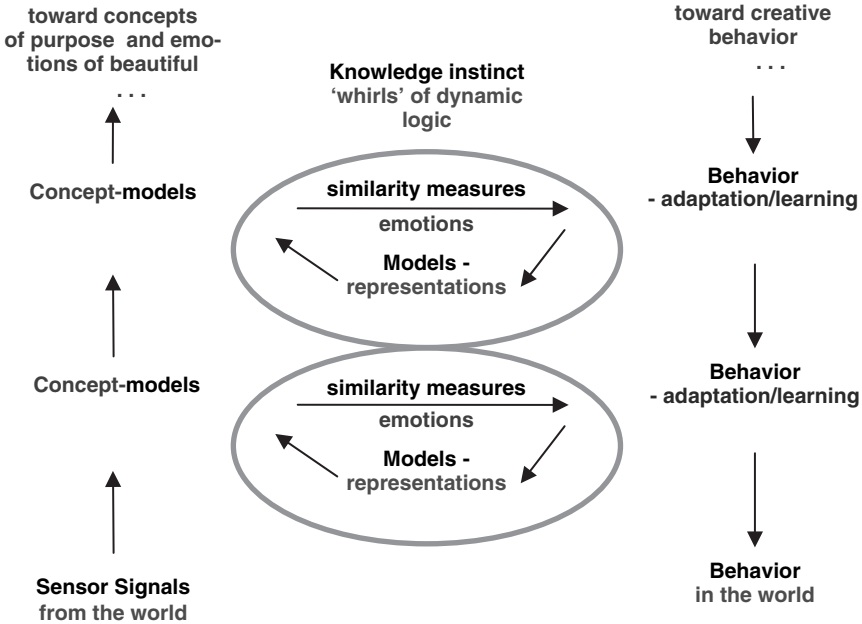 toward concepts
of purpose and emo-
tions of beautiful
. . .
Concept-models
Concept-models
Sensor Signals
from the world
Knowledge instinct
‘whirls’ of dynamic
logic
similarity measures
emotions
Models -
representations
similarity measures
emotions
Models -
representations
toward creative
behavior
. . .
Behavior
- adaptation/learning
Behavior
- adaptation/learning
Behavior
in the world